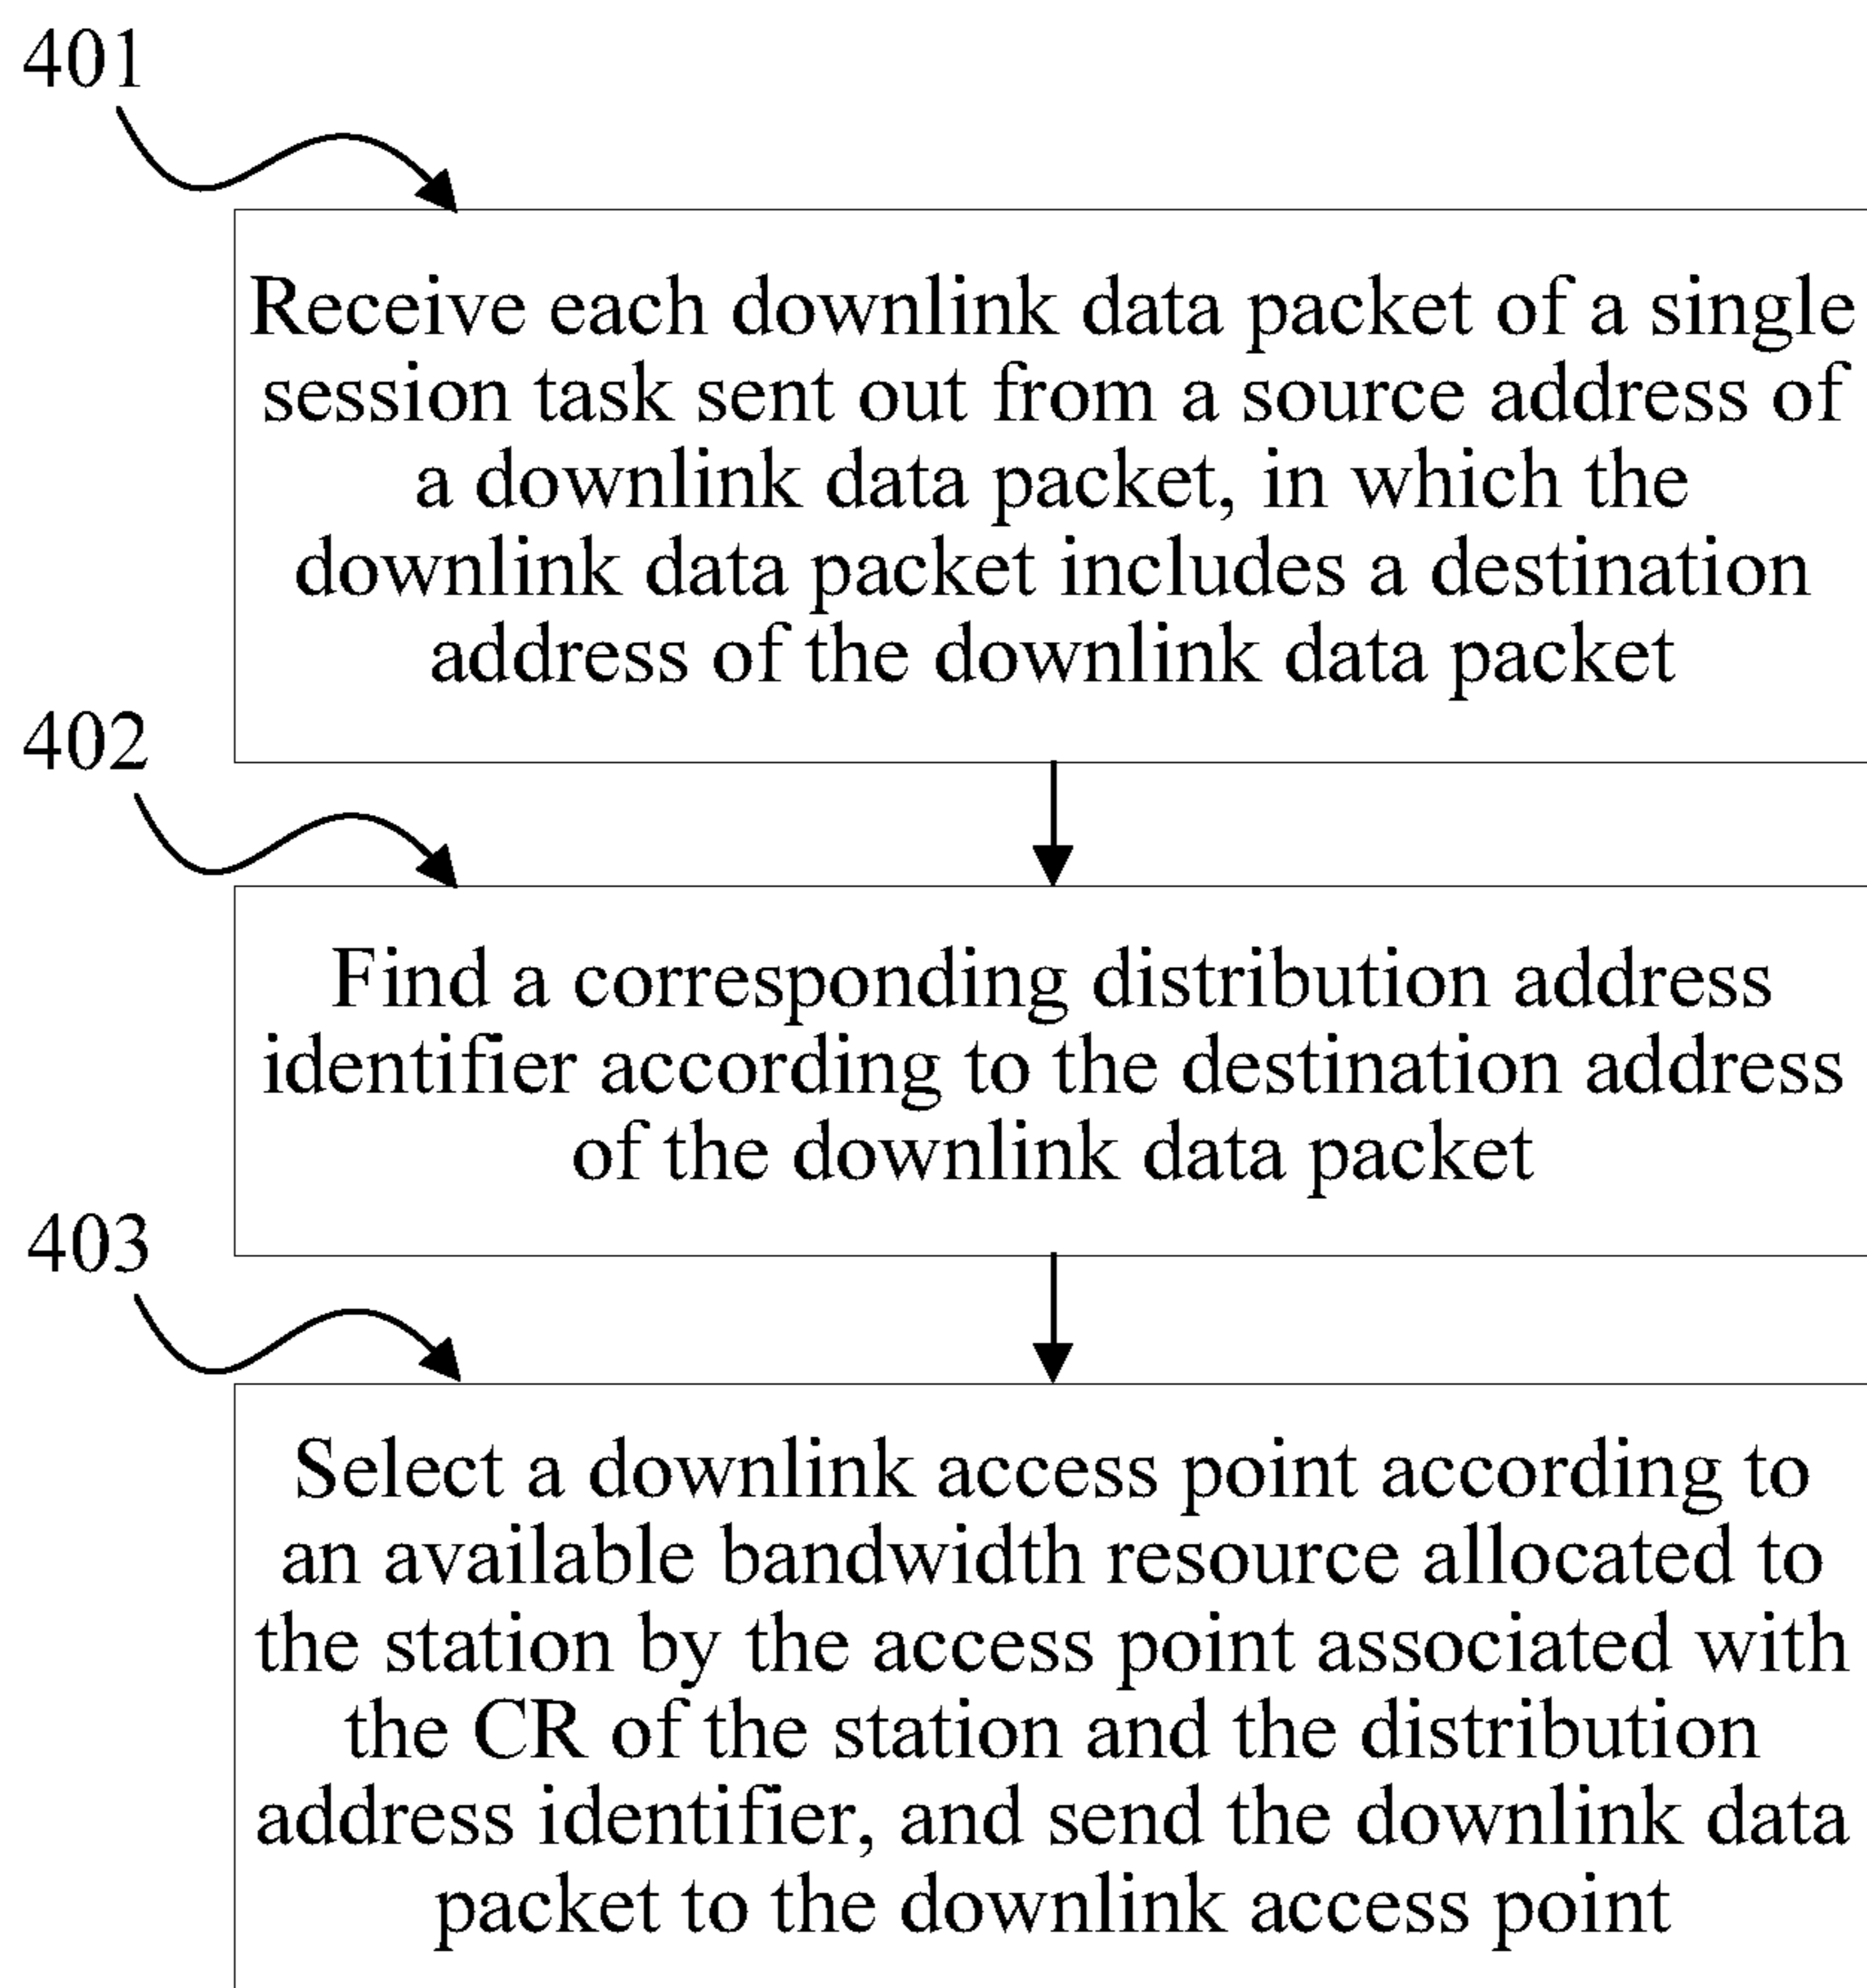 401
Receive each downlink data packet of a single
session task sent out from a source address of
a downlink data packet, in which the
downlink data packet includes a destination
address of the downlink data packet
402
Find a corresponding distribution address
identifier according to the destination address
of the downlink data packet
403
Select a downlink access point according to
an available bandwidth resource allocated to
the station by the access point associated with
the CR of the station and the distribution
address identifier, and send the downlink data
packet to the downlink access point